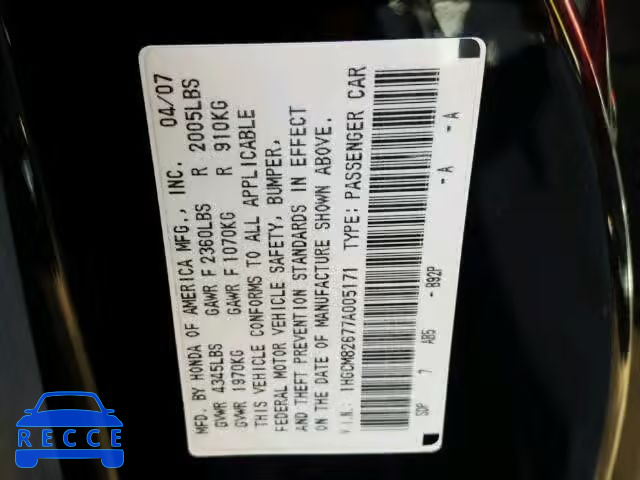 MFD. BY HONDA OF AMERICA MFG., INC. 04/07
GVWR 4345LBS GAWR F 2360LBS R 2005LBS
GVWR 1970KG GAWR F 1070KG R 910KG
THIS VEHICLE CONFORMS TO ALL APPLICABLE
FEDERAL MOTOR VEHICLE SAFETY, BUMPER,
AND THEFT PREVENTION STANDARDS IN EFFECT
ON THE DATE OF MANUFACTURE SHOWN ABOVE.
V.I.N.: 1HGCM82677A005171 TYPE: PASSENGER CAR
SDP 7 AB5 - B92P - A - A
RECCE